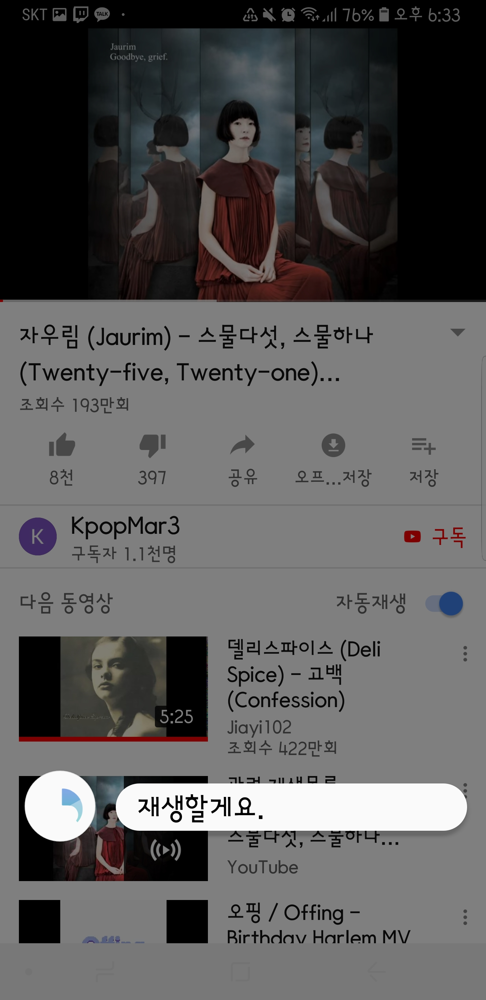 SKT TALK 76% 오후 6:33
Jaurim
Goodbye, grief.
자우림 (Jaurim) - 스물다섯, 스물하나
(Twenty-five, Twenty-one)...
조회수 193만회
8천 397 공유 오프...저장 저장
K
KpopMar3
구독자 1.1천명
구독
다음 동영상 자동재생
델리스파이스 (Deli
Spice) - 고백
(Confession)
5:25
Jiayi102
조회수 422만회
재생할게요.
스물다섯, 스물하나...
YouTube
오핑 / Offing -
Birthday Harlem MV
Offing